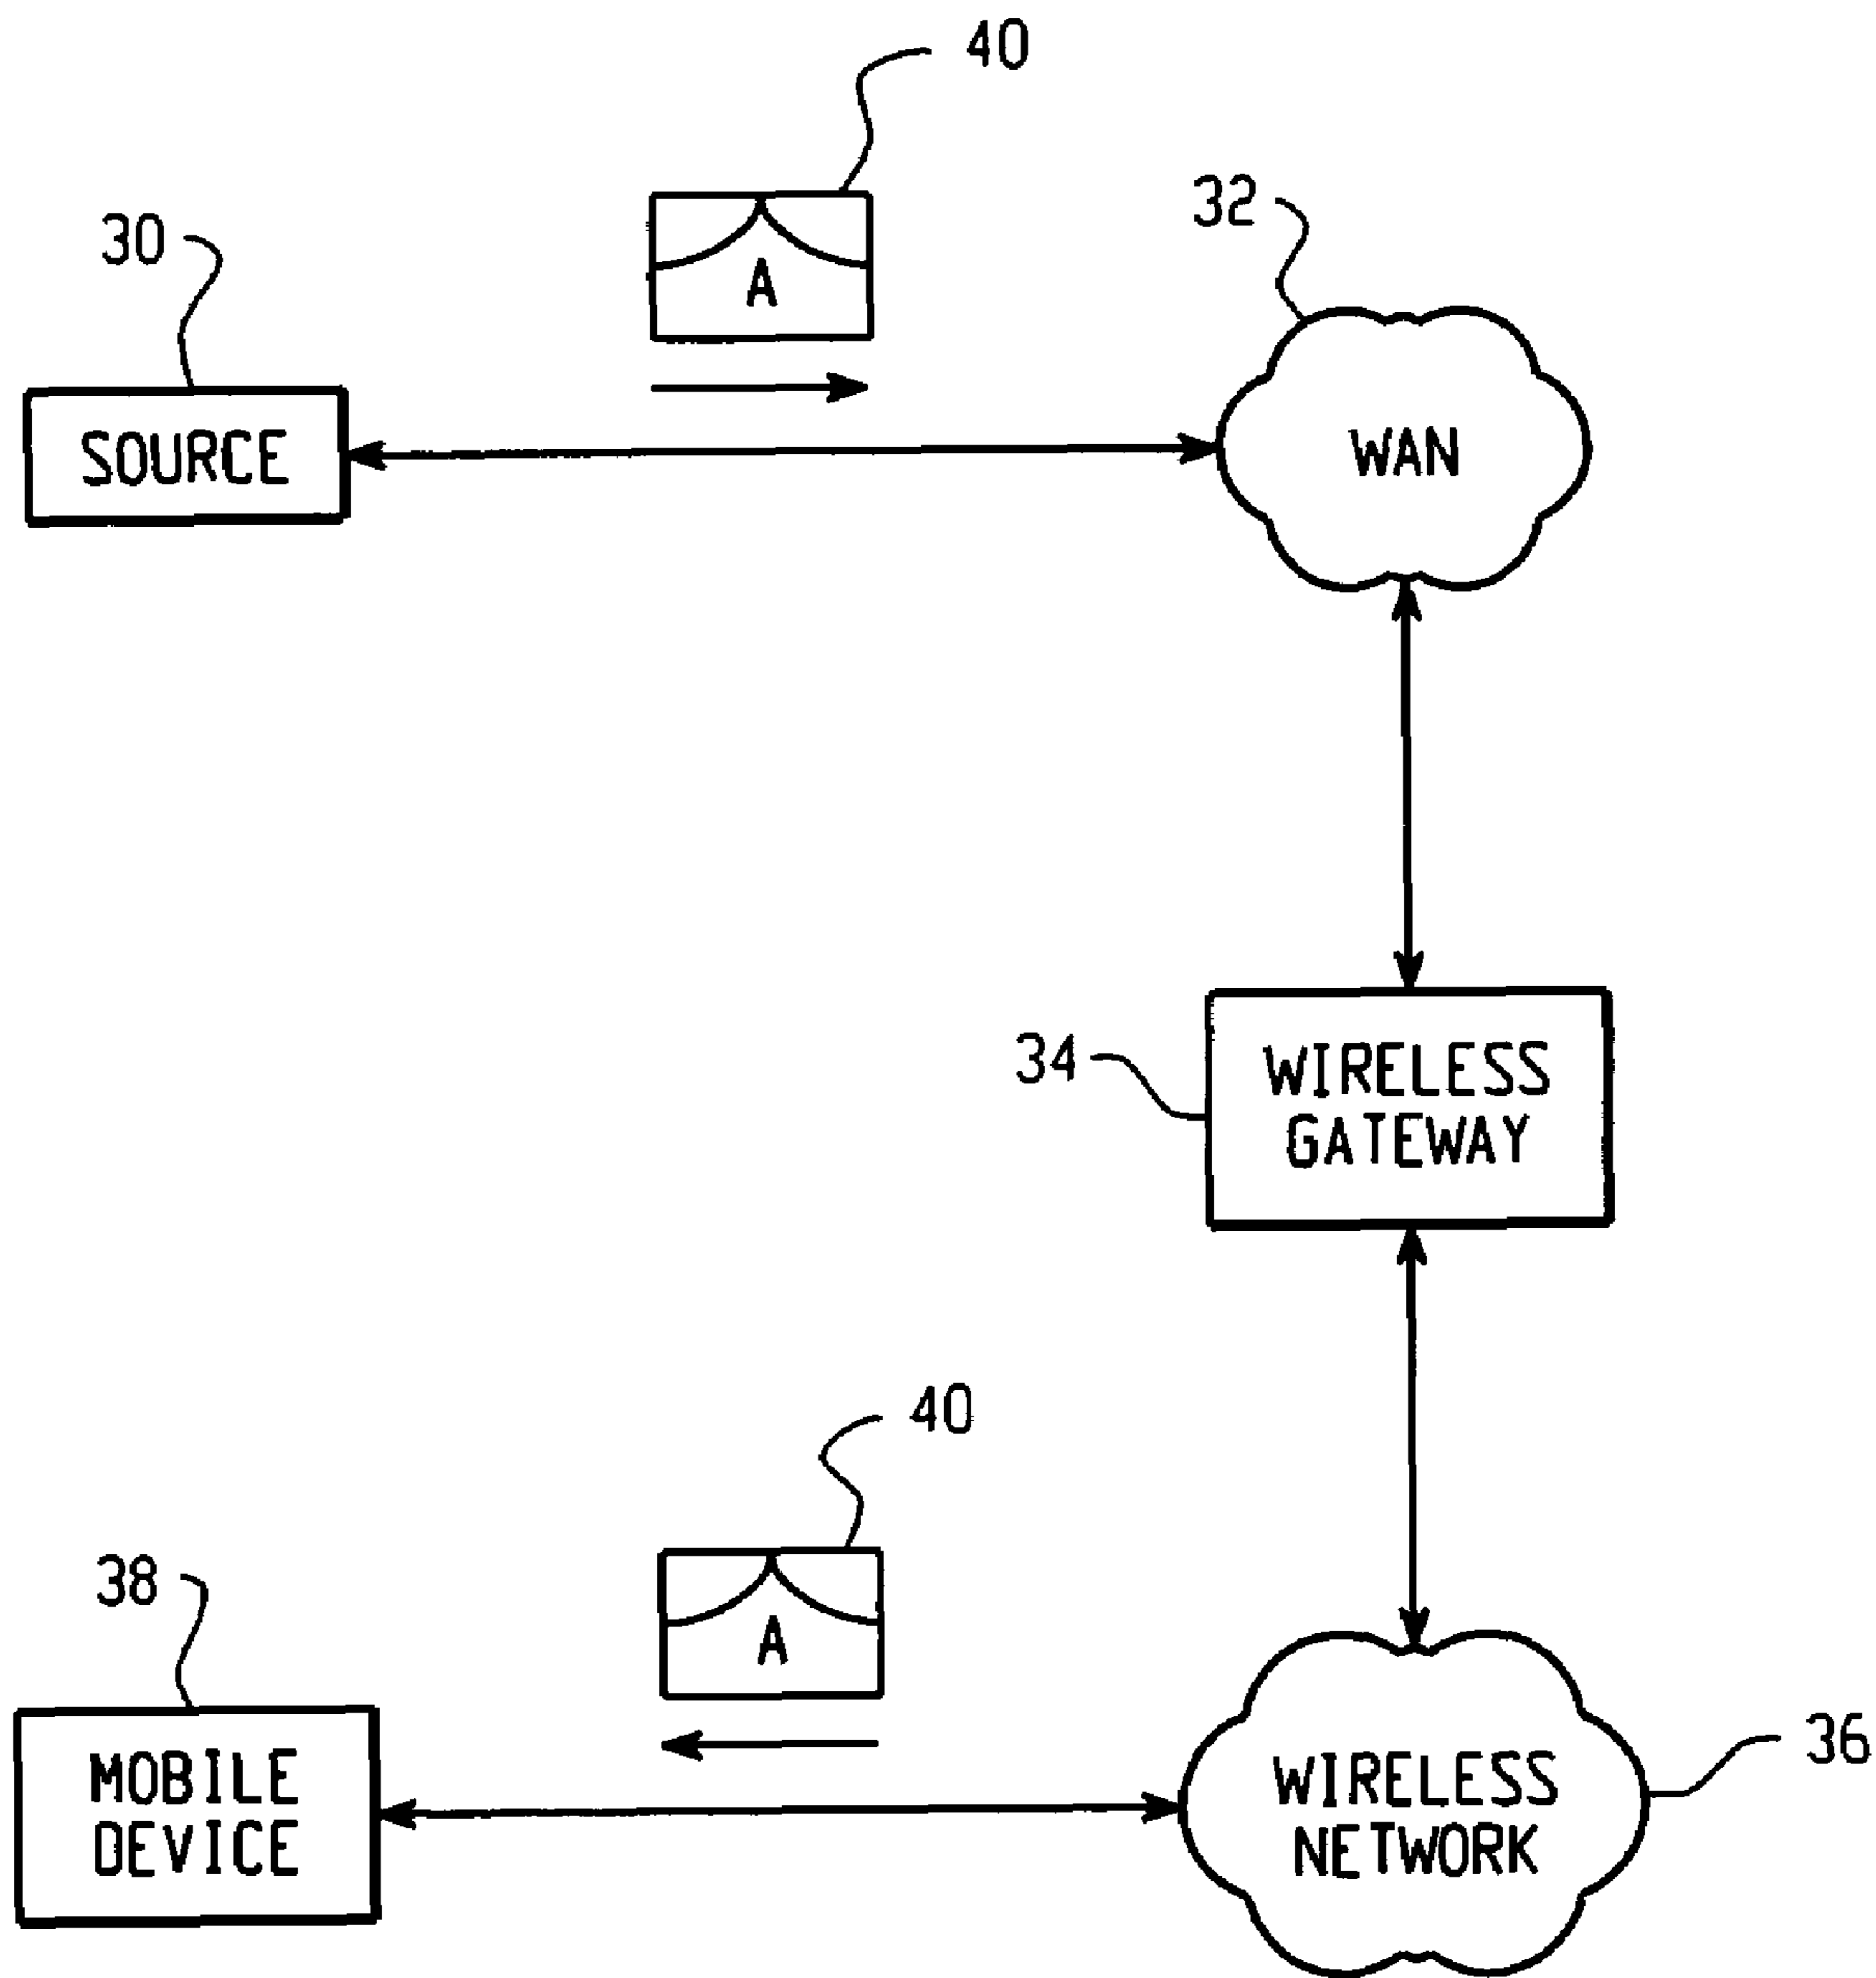 40
32
30
A
SOURCE
WAN
34
WIRELESS
GATEWAY
40
38
A
36
MOBILE
DEVICE
WIRELESS
NETWORK